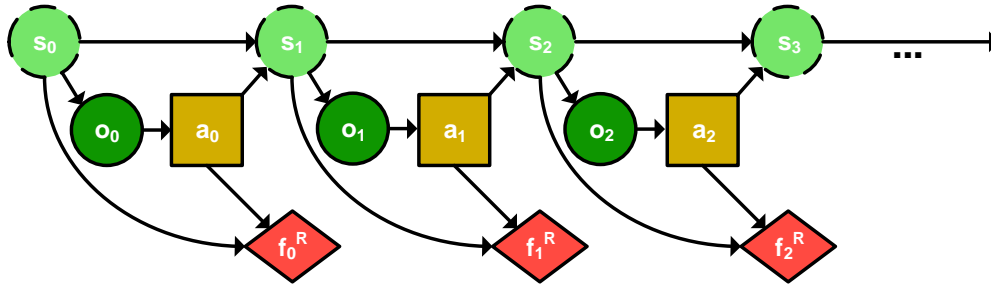 s₀ s₁ s₂ s₃
...
o₀ a₀ o₁ a₁ o₂ a₂
f₀ᴿ f₁ᴿ f₂ᴿ